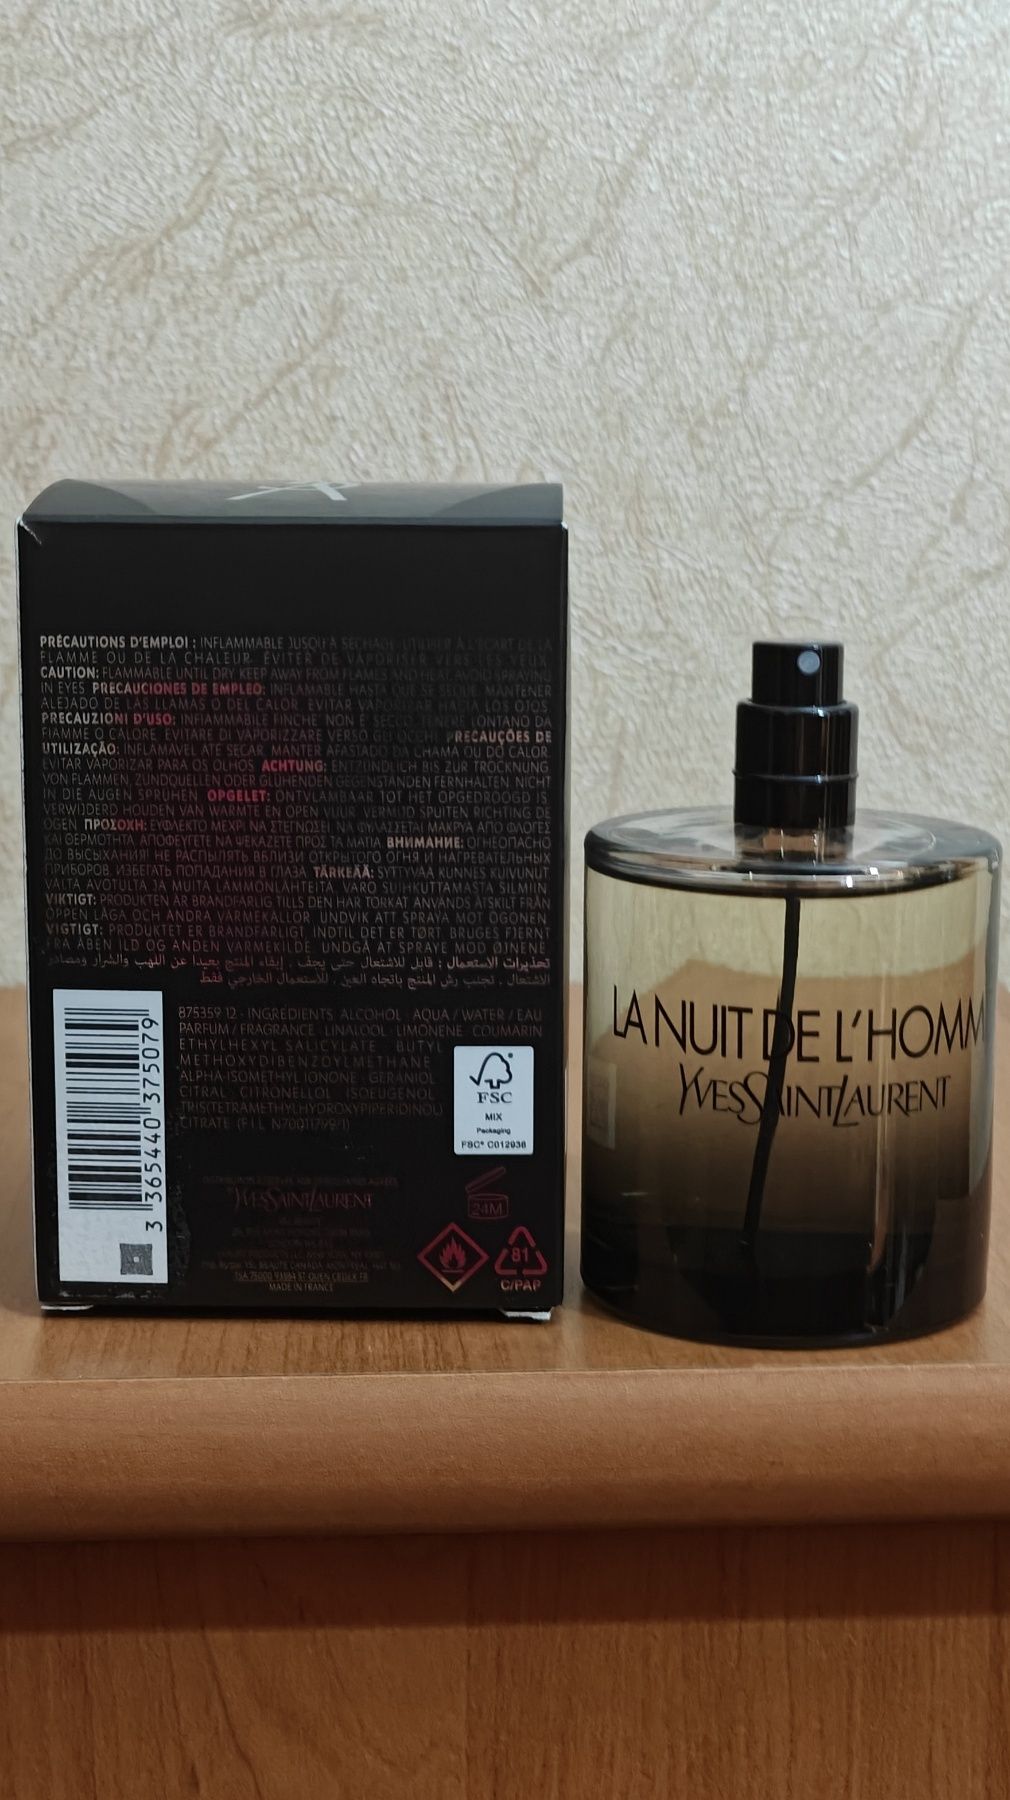 PRÉCAUTIONS D'EMPLOI : INFLAMMABLE JUSQU'À SÉCHAGE. UTILISER À L'ÉCART DE LA
FLAMME OU DE LA CHALEUR. ÉVITER DE VAPORISER VERS LES YEUX.
CAUTION: FLAMMABLE UNTIL DRY. KEEP AWAY FROM FLAMES AND HEAT. AVOID SPRAYING
IN EYES. PRECAUCIONES DE EMPLEO: INFLAMABLE HASTA QUE SE SEQUE. MANTENER
ALEJADO DE LAS LLAMAS O DEL CALOR. EVITAR VAPORIZAR HACIA LOS OJOS.
PRECAUZIONI D'USO: INFIAMMABILE FINCHE' NON È SECCO. TENERE LONTANO DA
FIAMME O CALORE. EVITARE DI VAPORIZZARE VERSO GLI OCCHI. PRECAUÇÕES DE
UTILIZAÇÃO: INFLAMÁVEL ATÉ SECAR. MANTER AFASTADO DA CHAMA OU DO CALOR.
EVITAR VAPORIZAR PARA OS OLHOS. ACHTUNG: ENTZÜNDLICH BIS ZUR TROCKNUNG.
VON FLAMMEN, ZÜNDQUELLEN ODER GLÜHENDEN GEGENSTÄNDEN FERNHALTEN. NICHT
IN DIE AUGEN SPRÜHEN. OPGELET: ONTVLAMBAAR TOT HET OPGEDROOGD IS.
VERWIJDERD HOUDEN VAN WARMTE EN OPEN VUUR. VERMIJD SPUITEN RICHTING DE
OGEN. ΠΡΟΣΟΧΗ: ΕΥΦΛΕΚΤΟ ΜΕΧΡΙ ΝΑ ΣΤΕΓΝΩΣΕΙ. ΝΑ ΦΥΛΑΣΣΕΤΑΙ ΜΑΚΡΥΑ ΑΠΟ ΦΛΟΓΕΣ
ΚΑΙ ΘΕΡΜΟΤΗΤΑ. ΑΠΟΦΕΥΓΕΤΕ ΝΑ ΨΕΚΑΖΕΤΕ ΠΡΟΣ ΤΑ ΜΑΤΙΑ. ВНИМАНИЕ: ОГНЕОПАСНО
ДО ВЫСЫХАНИЯ! НЕ РАСПЫЛЯТЬ ВБЛИЗИ ОТКРЫТОГО ОГНЯ И НАГРЕВАТЕЛЬНЫХ
ПРИБОРОВ. ИЗБЕГАТЬ ПОПАДАНИЯ В ГЛАЗА. TÄRKEÄÄ: SYTTYVÄÄ KUNNES KUIVUNUT.
VÄLTÄ AVOTULTA JA MUITA LÄMMÖNLÄHTEITÄ. VARO SUIHKUTTAMASTA SILMIIN.
VIKTIGT: PRODUKTEN ÄR BRANDFARLIG TILLS DEN HAR TORKAT. ANVÄNDS ÅTSKILT FRÅN
ÖPPEN LÅGA OCH ANDRA VÄRMEKÄLLOR. UNDVIK ATT SPRAYA MOT ÖGONEN.
VIGTIGT: PRODUKTET ER BRANDFARLIGT INDTIL DET ER TØRT. BRUGES FJERNT
FRA ÅBEN ILD OG ANDEN VARMEKILDE. UNDGÅ AT SPRAYE MOD ØJNENE.
تحذيرات الاستعمال : قابل للاشتعال حتى يجف . إبقاء المنتج بعيدا عن اللهب والشرار ومصادر
الاشتعال . تجنب رش المنتج باتجاه العين . للاستعمال الخارجي فقط
875359 12 - INGREDIENTS: ALCOHOL · AQUA / WATER / EAU
PARFUM / FRAGRANCE · LINALOOL · LIMONENE · COUMARIN
ETHYLHEXYL SALICYLATE · BUTYL
METHOXYDIBENZOYLMETHANE
ALPHA-ISOMETHYL IONONE · GERANIOL
CITRAL · CITRONELLOL · ISOEUGENOL
TRIS(TETRAMETHYLHYDROXYPIPERIDINOL)
CITRATE (F.I.L. N70011799/1)
3 365440 375079
FSC
MIX
Packaging
FSC® C012938
YVESSAINTLAURENT
MADE IN FRANCE
24M
81
C/PAP
LA NUIT DE L'HOMM
YVESSAINTLAURENT